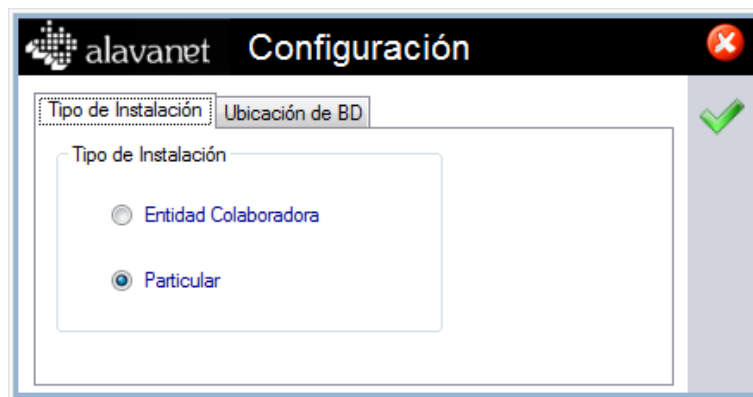 alavanet Configuración
Tipo de Instalación Ubicación de BD
Tipo de Instalación
Entidad Colaboradora
Particular